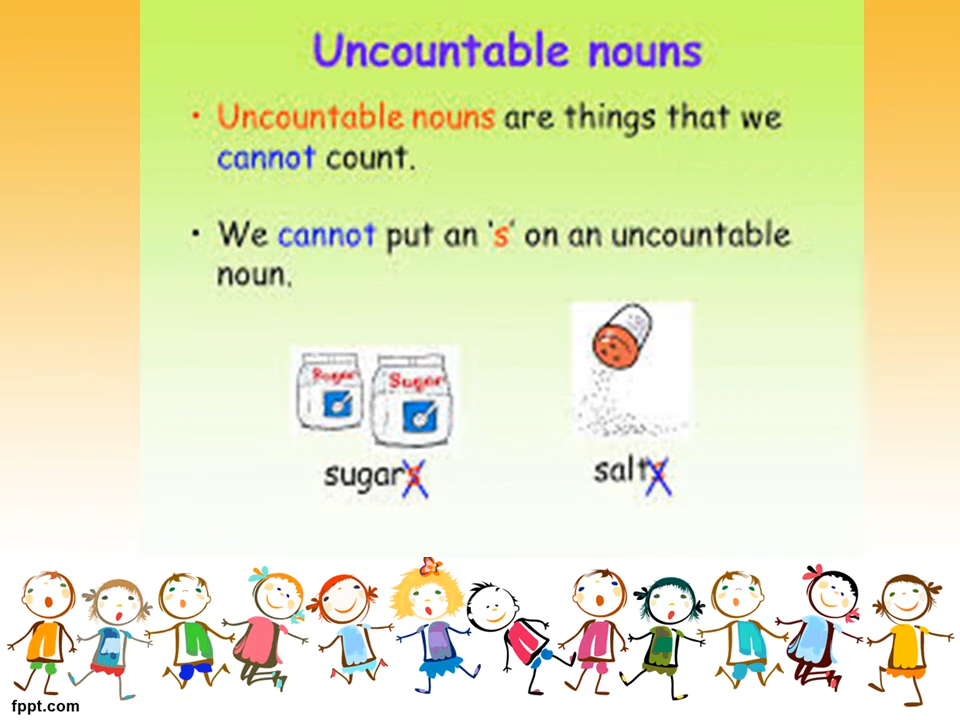 Uncountable nouns
• Uncountable nouns are things that we
cannot count.
• We cannot put an 's' on an uncountable
noun.
Sugar Sugar
sugars salts
fppt.com